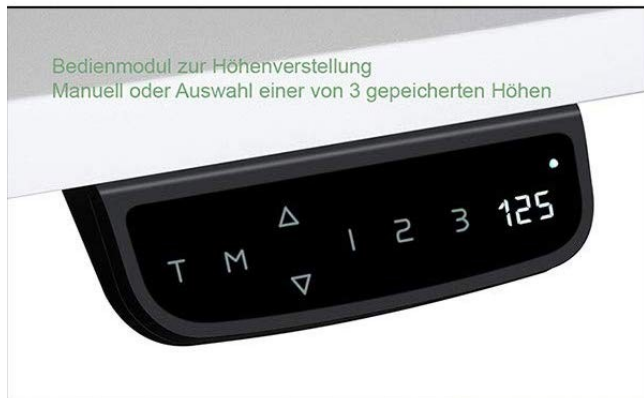 Bedienmodul zur Höhenverstellung
Manuell oder Auswahl einer von 3 gepeicherten Höhen
T M △ ▽ 1 2 3 125